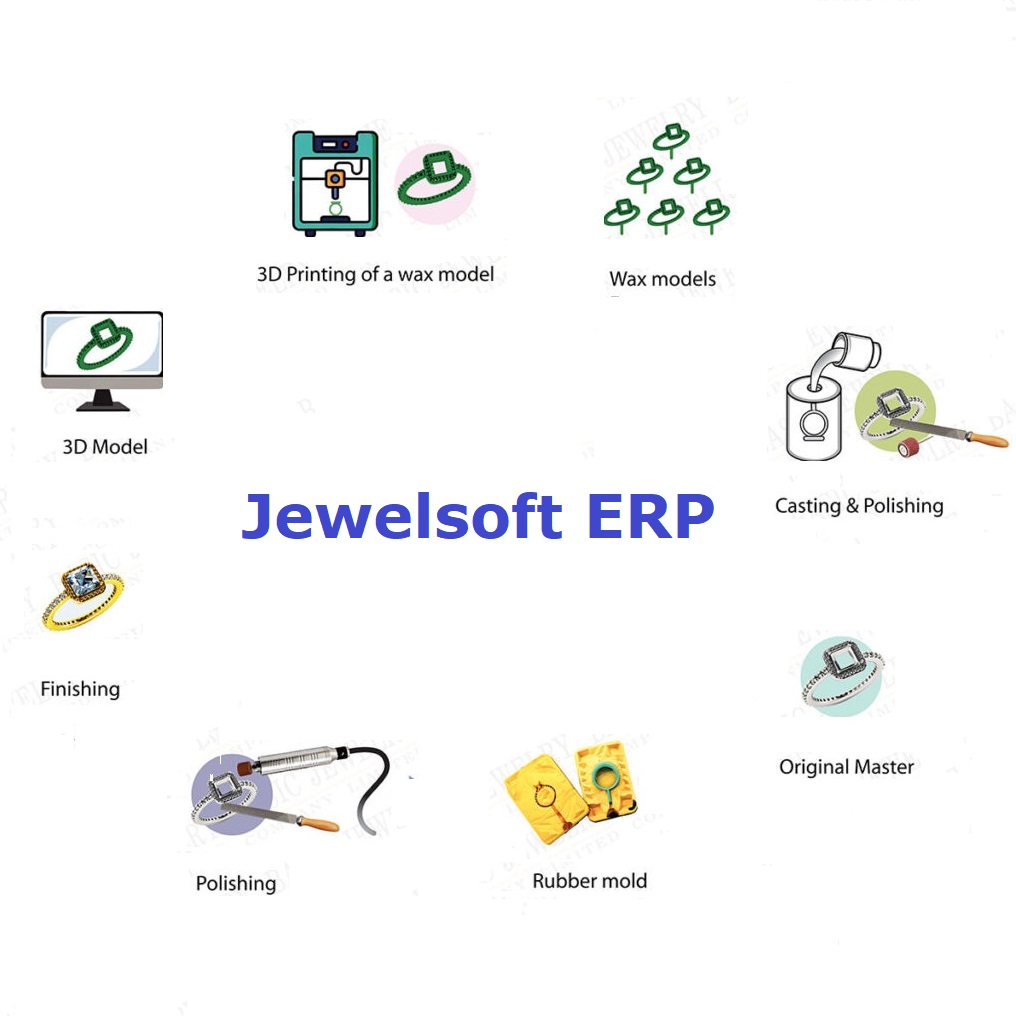 3D Printing of a wax model
Wax models
3D Model
Casting & Polishing
Jewelsoft ERP
Finishing
Original Master
Polishing
Rubber mold